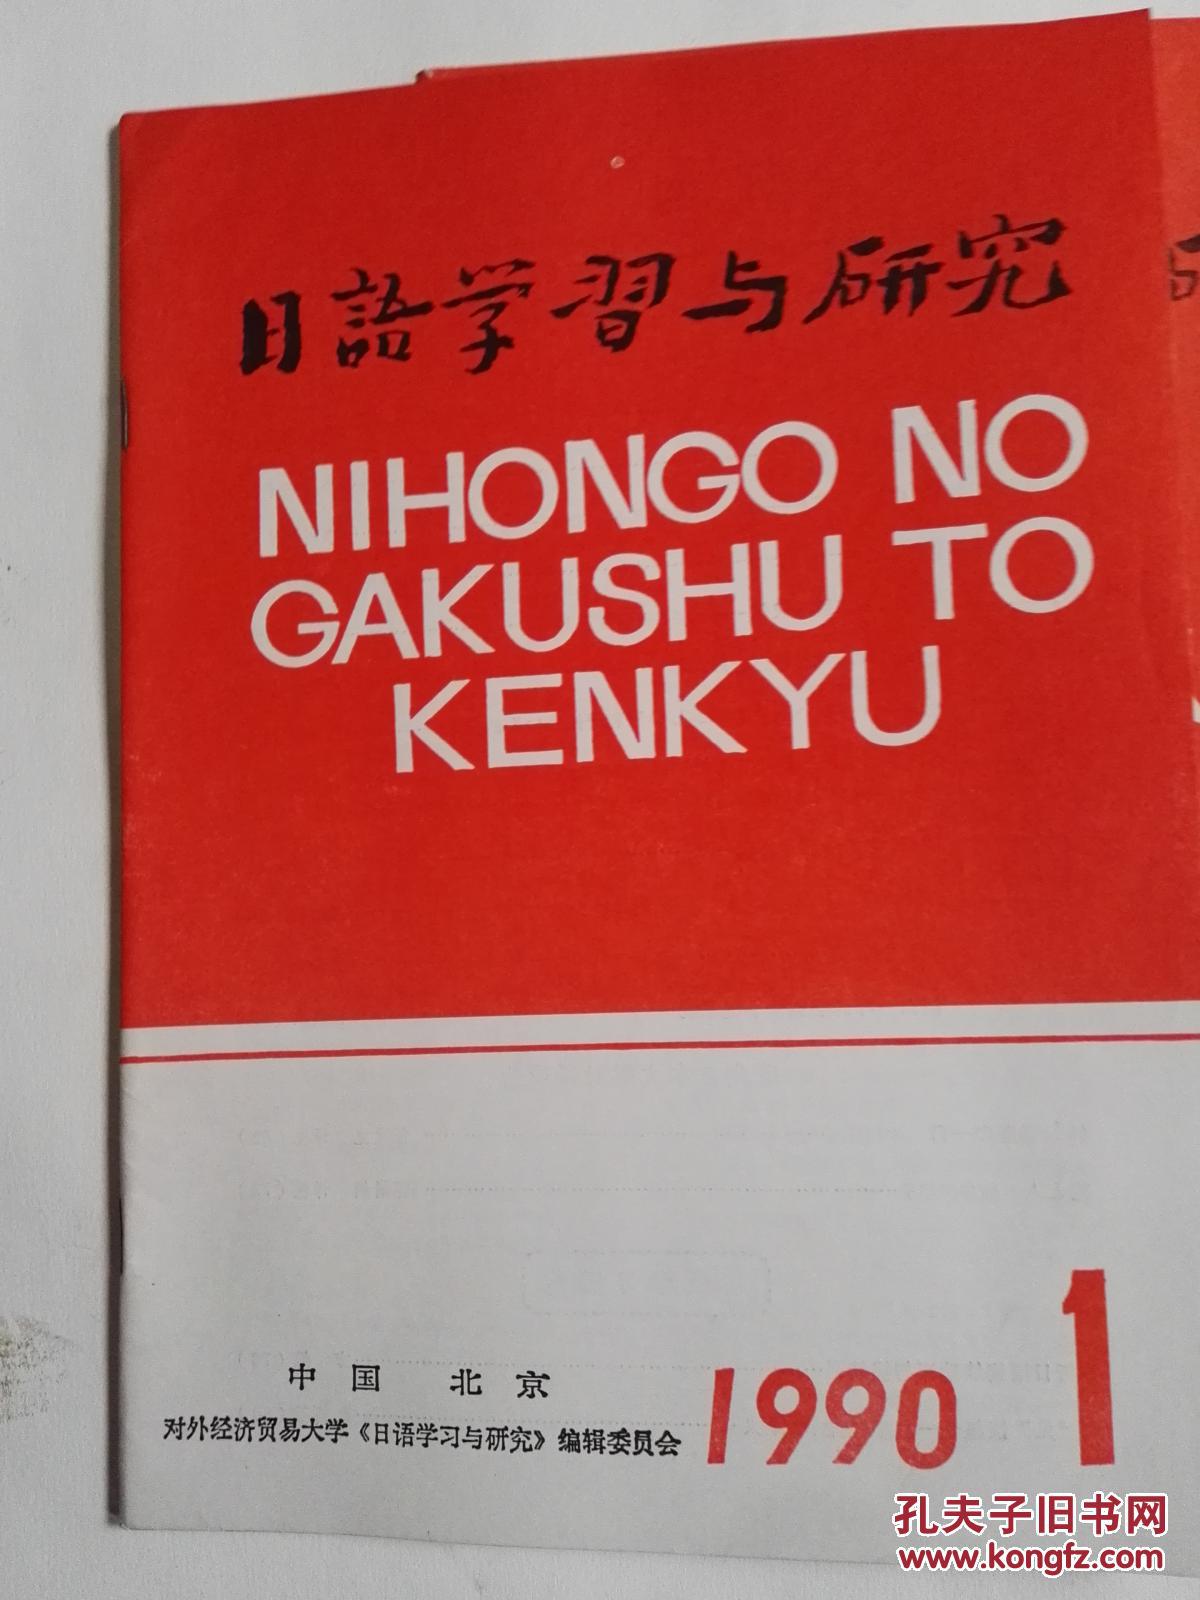 日語学習与研究
NIHONGO NO
GAKUSHU TO
KENKYU
中国 北京
对外经济贸易大学《日语学习与研究》编辑委员会
1990 1
孔夫子旧书网
www.kongfz.com